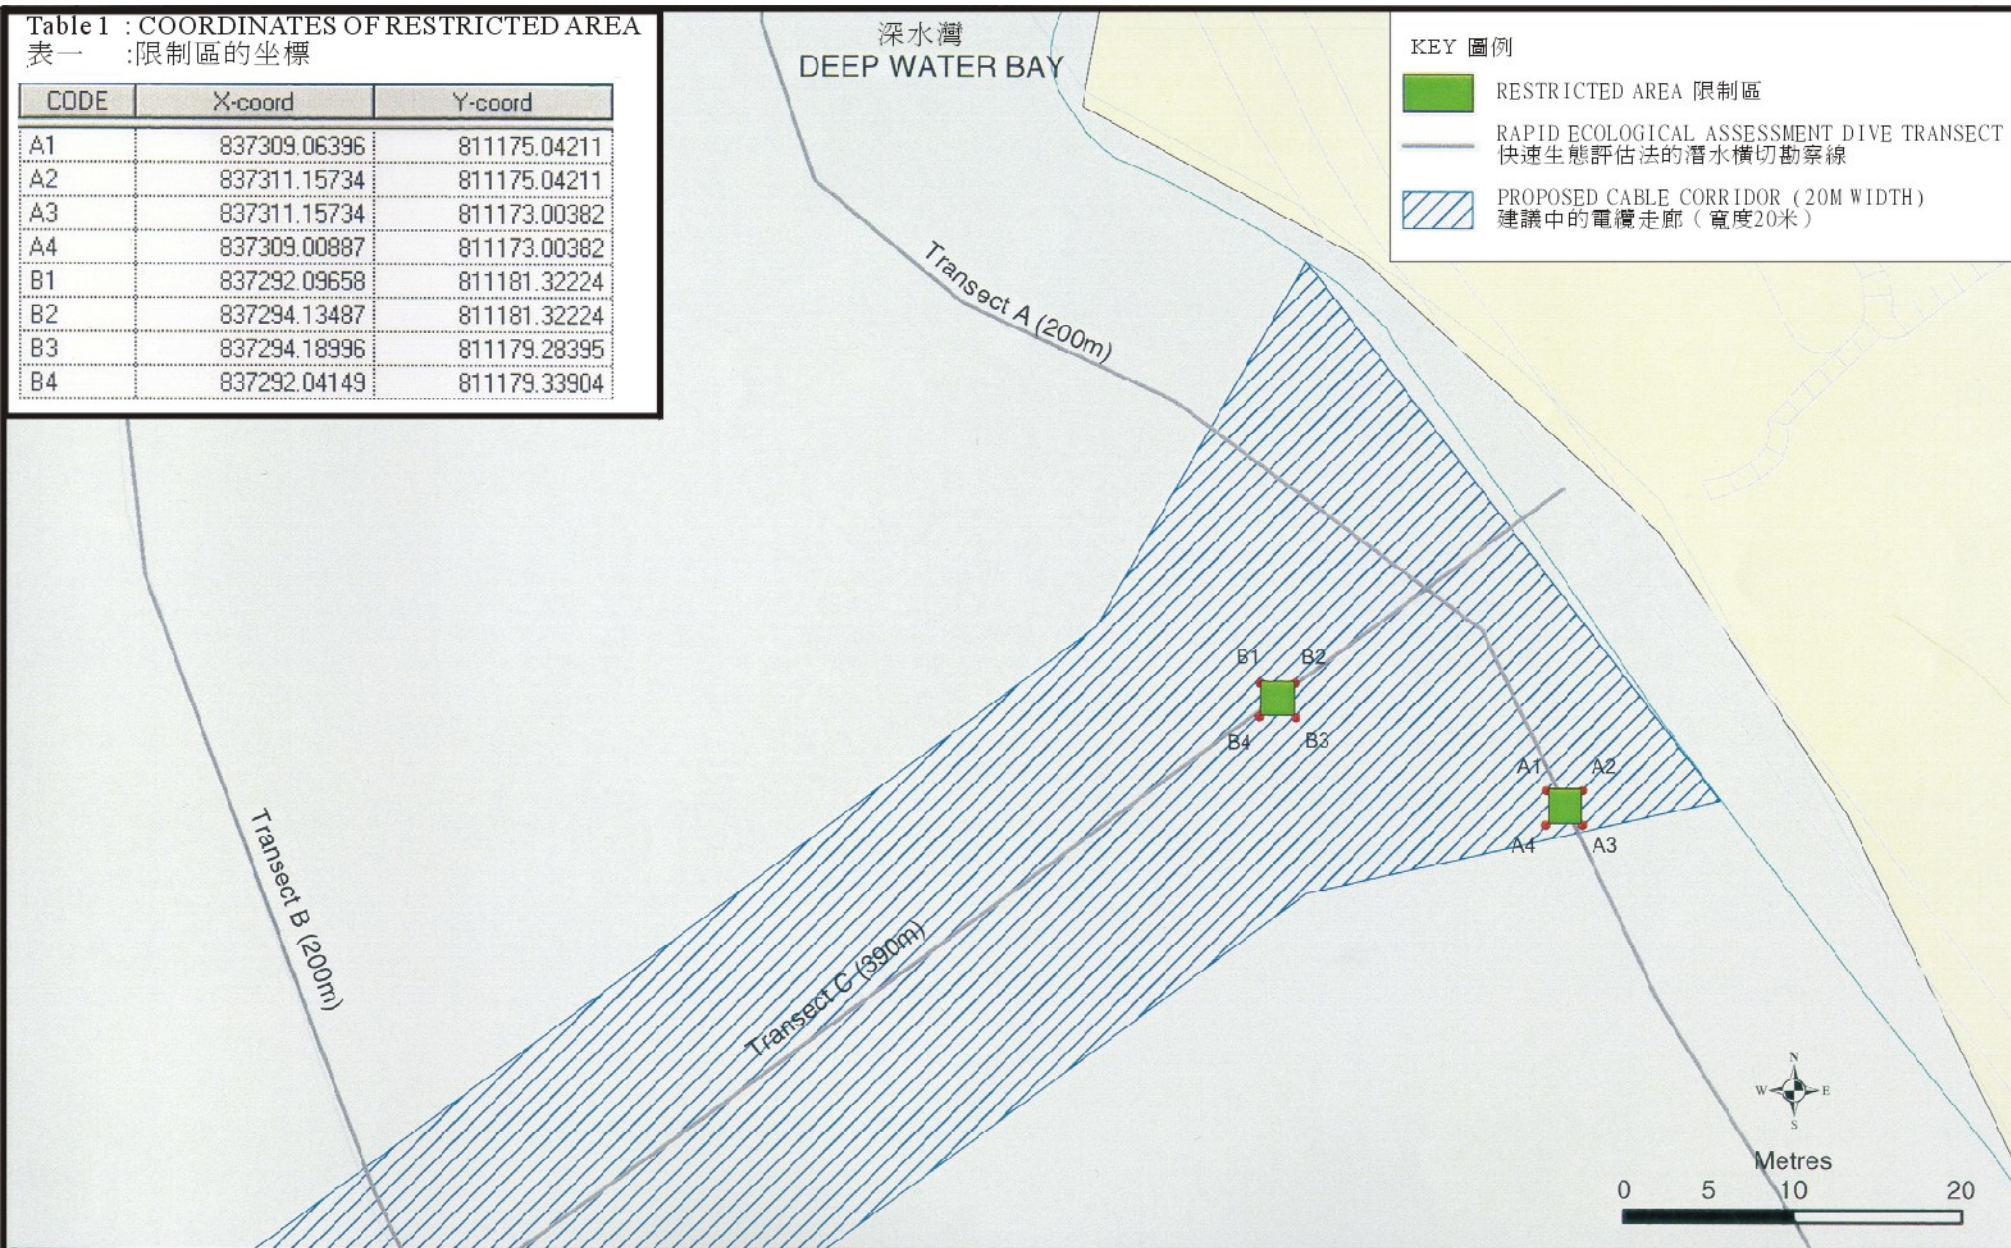 Table 1 : COORDINATES OF RESTRICTED AREA
表一 :限制區的坐標
CODE X-coord Y-coord
A1 837309.06396 811175.04211
A2 837311.15734 811175.04211
A3 837311.15734 811173.00382
A4 837309.00887 811173.00382
B1 837292.09658 811181.32224
B2 837294.13487 811181.32224
B3 837294.18996 811179.28395
B4 837292.04149 811179.33904
深水灣
DEEP WATER BAY
KEY 圖例
RESTRICTED AREA 限制區
RAPID ECOLOGICAL ASSESSMENT DIVE TRANSECT
快速生態評估法的潛水橫切勘察線
PROPOSED CABLE CORRIDOR (20M WIDTH)
建議中的電纜走廊（寬度20米）
Transect A (200m)
B1 B2
B4 B3
A1 A2
A4 A3
Transect B (200m)
Transect C (390m)
N
W E
S
Metres
0 5 10 20